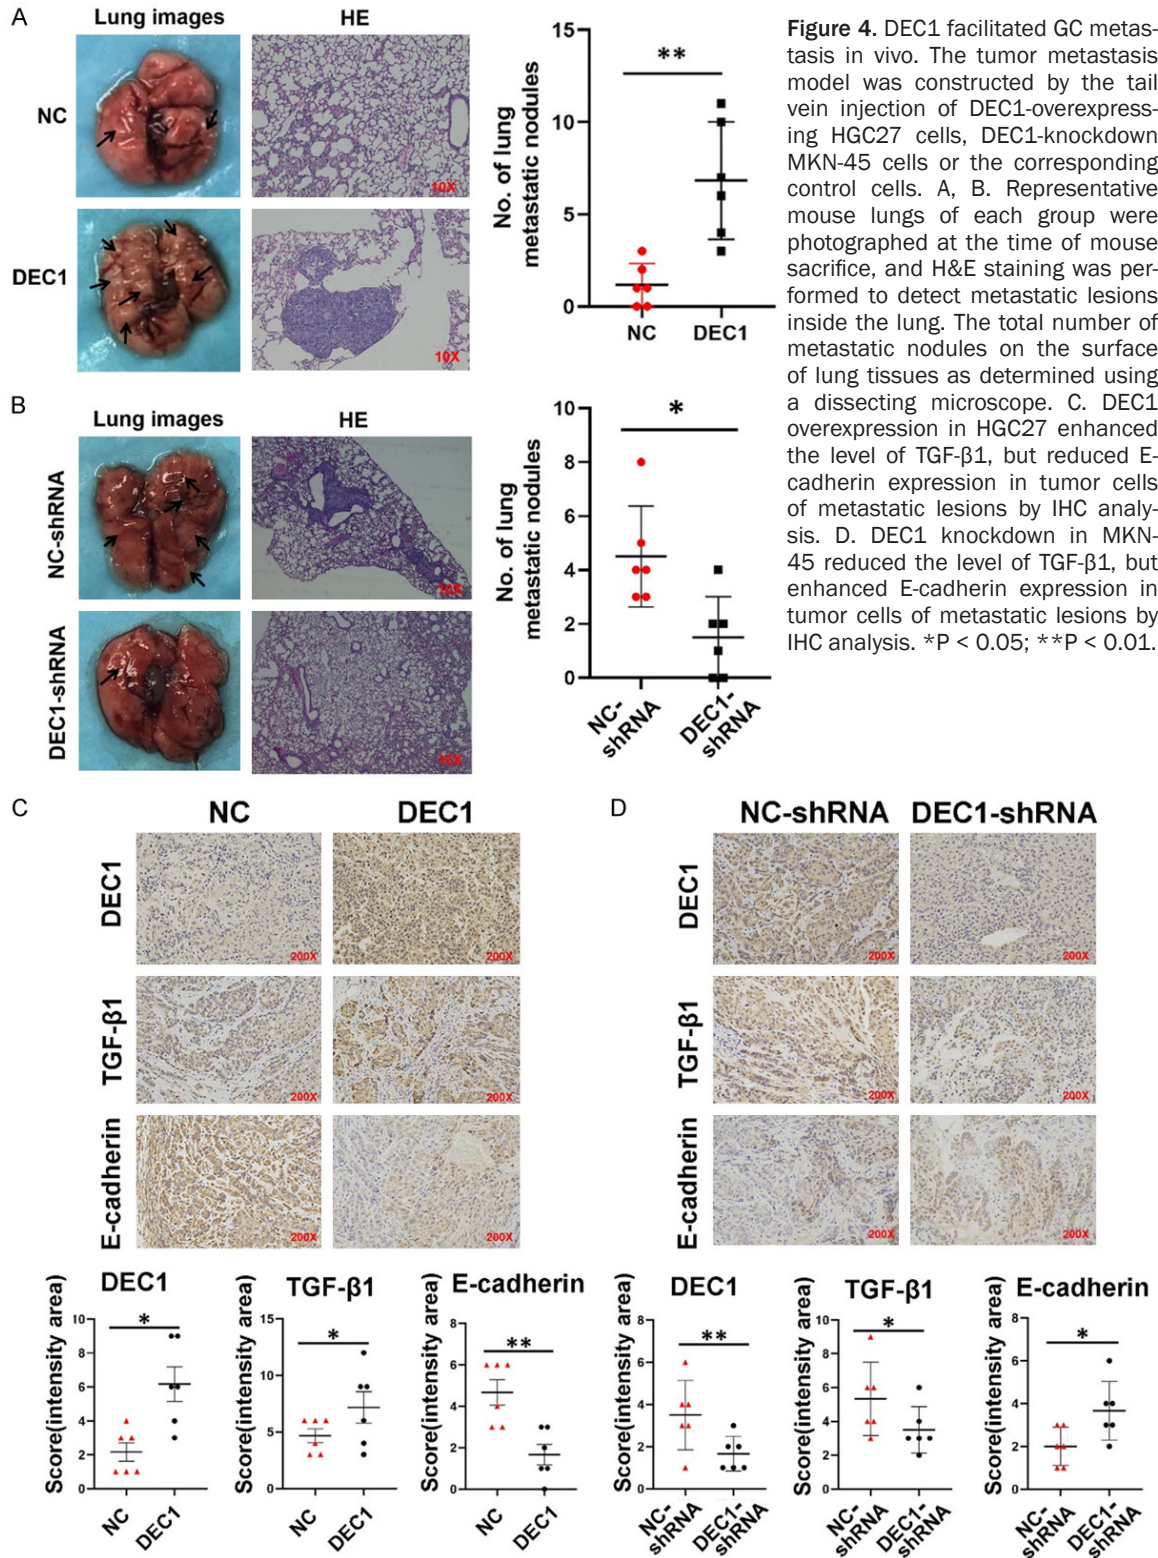 A
Lung images
HE
NC
10X
DEC1
10X
No. of lung
metastatic nodules
15
10
5
0
**
NC
DEC1
Figure 4. DEC1 facilitated GC metas-
tasis in vivo. The tumor metastasis
model was constructed by the tail
vein injection of DEC1-overexpress-
ing HGC27 cells, DEC1-knockdown
MKN-45 cells or the corresponding
control cells. A, B. Representative
mouse lungs of each group were
photographed at the time of mouse
sacrifice, and H&E staining was per-
formed to detect metastatic lesions
inside the lung. The total number of
metastatic nodules on the surface
of lung tissues as determined using
a dissecting microscope. C. DEC1
overexpression in HGC27 enhanced
the level of TGF-β1, but reduced E-
cadherin expression in tumor cells
of metastatic lesions by IHC analy-
sis. D. DEC1 knockdown in MKN-
45 reduced the level of TGF-β1, but
enhanced E-cadherin expression in
tumor cells of metastatic lesions by
IHC analysis. *P < 0.05; **P < 0.01.
B
Lung images
HE
NC-shRNA
10X
DEC1-shRNA
10X
No. of lung
metastatic nodules
10
8
6
4
2
0
*
NC-
shRNA
DEC1-
shRNA
C
NC
DEC1
DEC1
200X
200X
TGF-β1
200X
200X
E-cadherin
200X
200X
D
NC-shRNA
DEC1-shRNA
DEC1
200X
200X
TGF-β1
200X
200X
E-cadherin
200X
200X
DEC1
Score(intensity area)
10
8
6
4
2
0
*
NC
DEC1
TGF-β1
Score(intensity area)
15
10
5
0
*
NC
DEC1
E-cadherin
Score(intensity area)
8
6
4
2
0
**
NC
DEC1
DEC1
Score(intensity area)
8
6
4
2
0
**
NC-
shRNA
DEC1-
shRNA
TGF-β1
Score(intensity area)
10
8
6
4
2
0
*
NC-
shRNA
DEC1-
shRNA
E-cadherin
Score(intensity area)
8
6
4
2
0
*
NC-
shRNA
DEC1-
shRNA